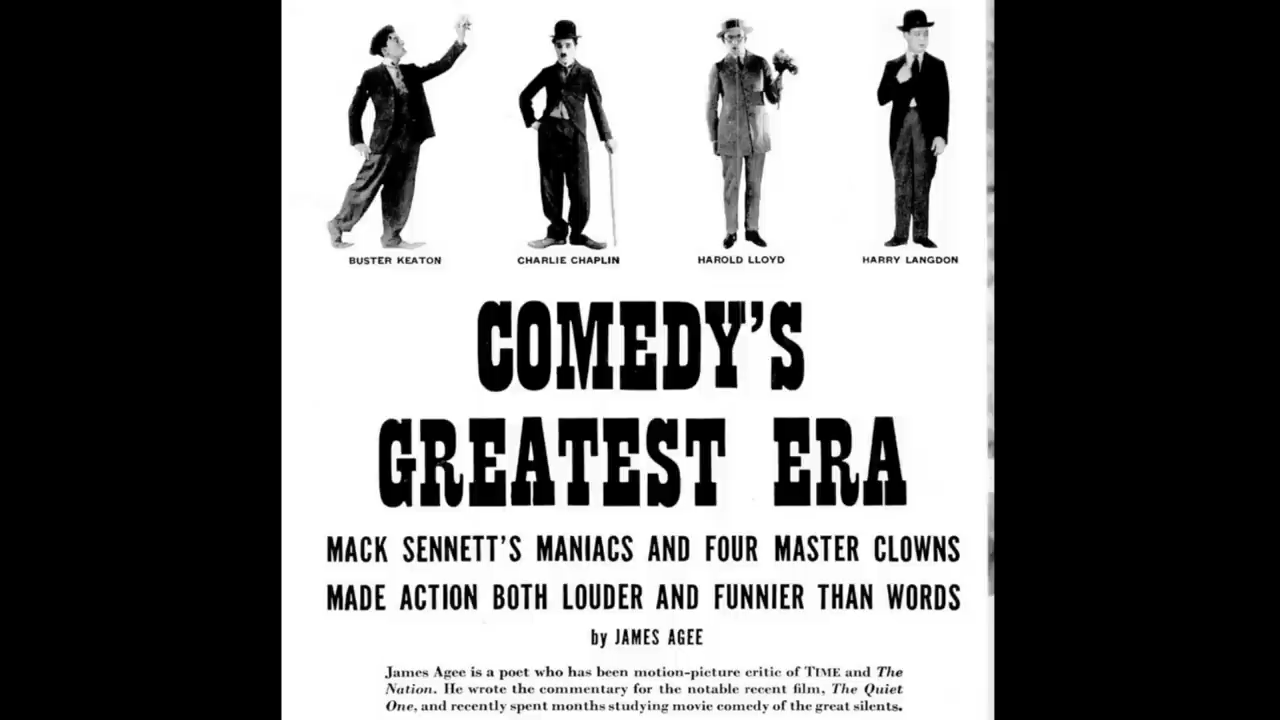 BUSTER KEATON
CHARLIE CHAPLIN
HAROLD LLOYD
HARRY LANGDON
COMEDY'S
GREATEST ERA
MACK SENNETT'S MANIACS AND FOUR MASTER CLOWNS
MADE ACTION BOTH LOUDER AND FUNNIER THAN WORDS
by JAMES AGEE
James Agee is a poet who has been motion-picture critic of TIME and The
Nation. He wrote the commentary for the notable recent film, The Quiet
One, and recently spent months studying movie comedy of the great silents.